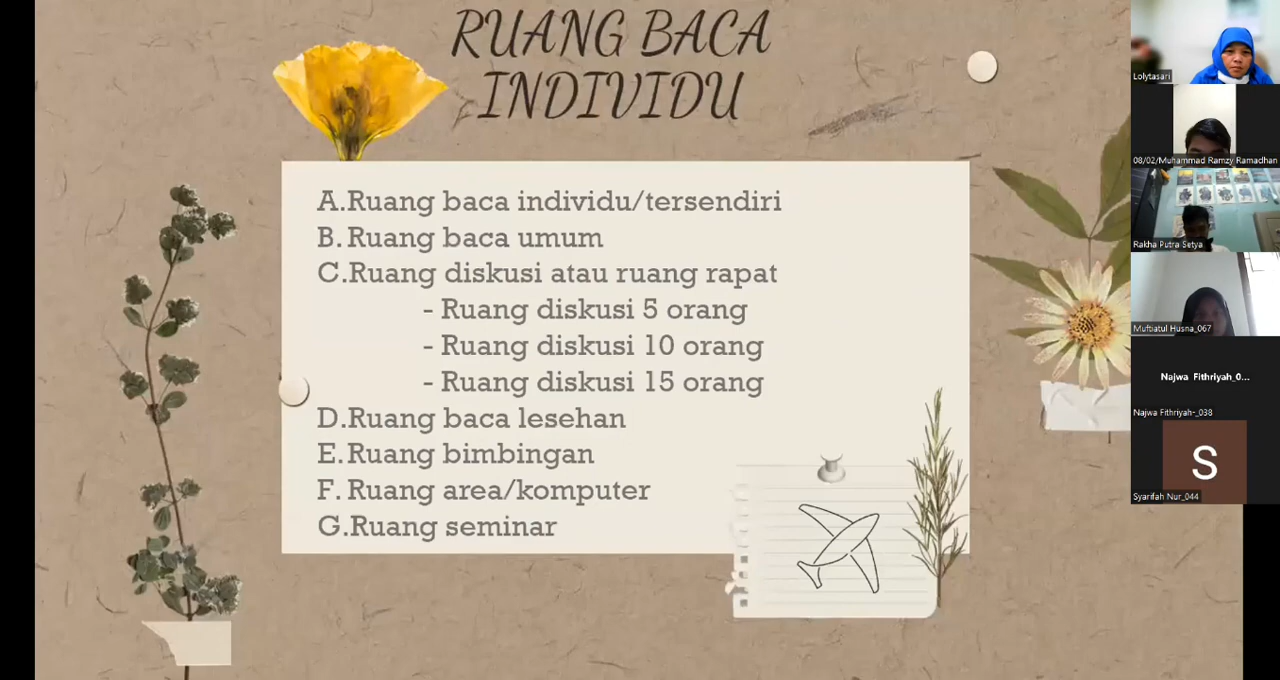 RUANG BACA
INDIVIDU
A.Ruang baca individu/tersendiri
B. Ruang baca umum
C.Ruang diskusi atau ruang rapat
- Ruang diskusi 5 orang
- Ruang diskusi 10 orang
- Ruang diskusi 15 orang
D.Ruang baca lesehan
E. Ruang bimbingan
F. Ruang area/komputer
G.Ruang seminar
Lolytasari
08/02/Muhammad Ramzy Ramadhan
Rakha Putra Setya
Muftiatul Husna_067
Najwa Fithriyah_0...
Najwa Fithriyah-_038
S
Syarifah Nur_044